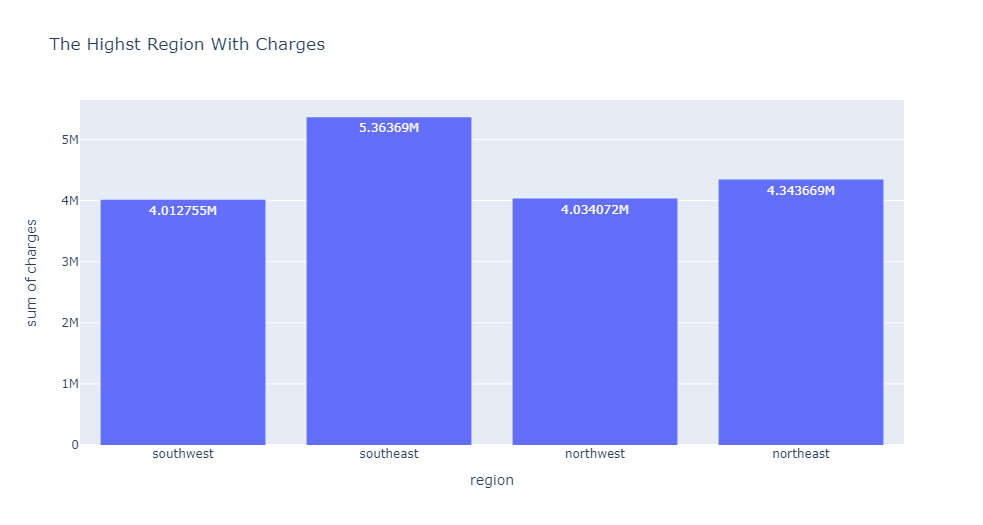 The Highst Region With Charges
sum of charges
5M
4M
3M
2M
1M
0
4.012755M
5.36369M
4.034072M
4.343669M
southwest
southeast
northwest
northeast
region